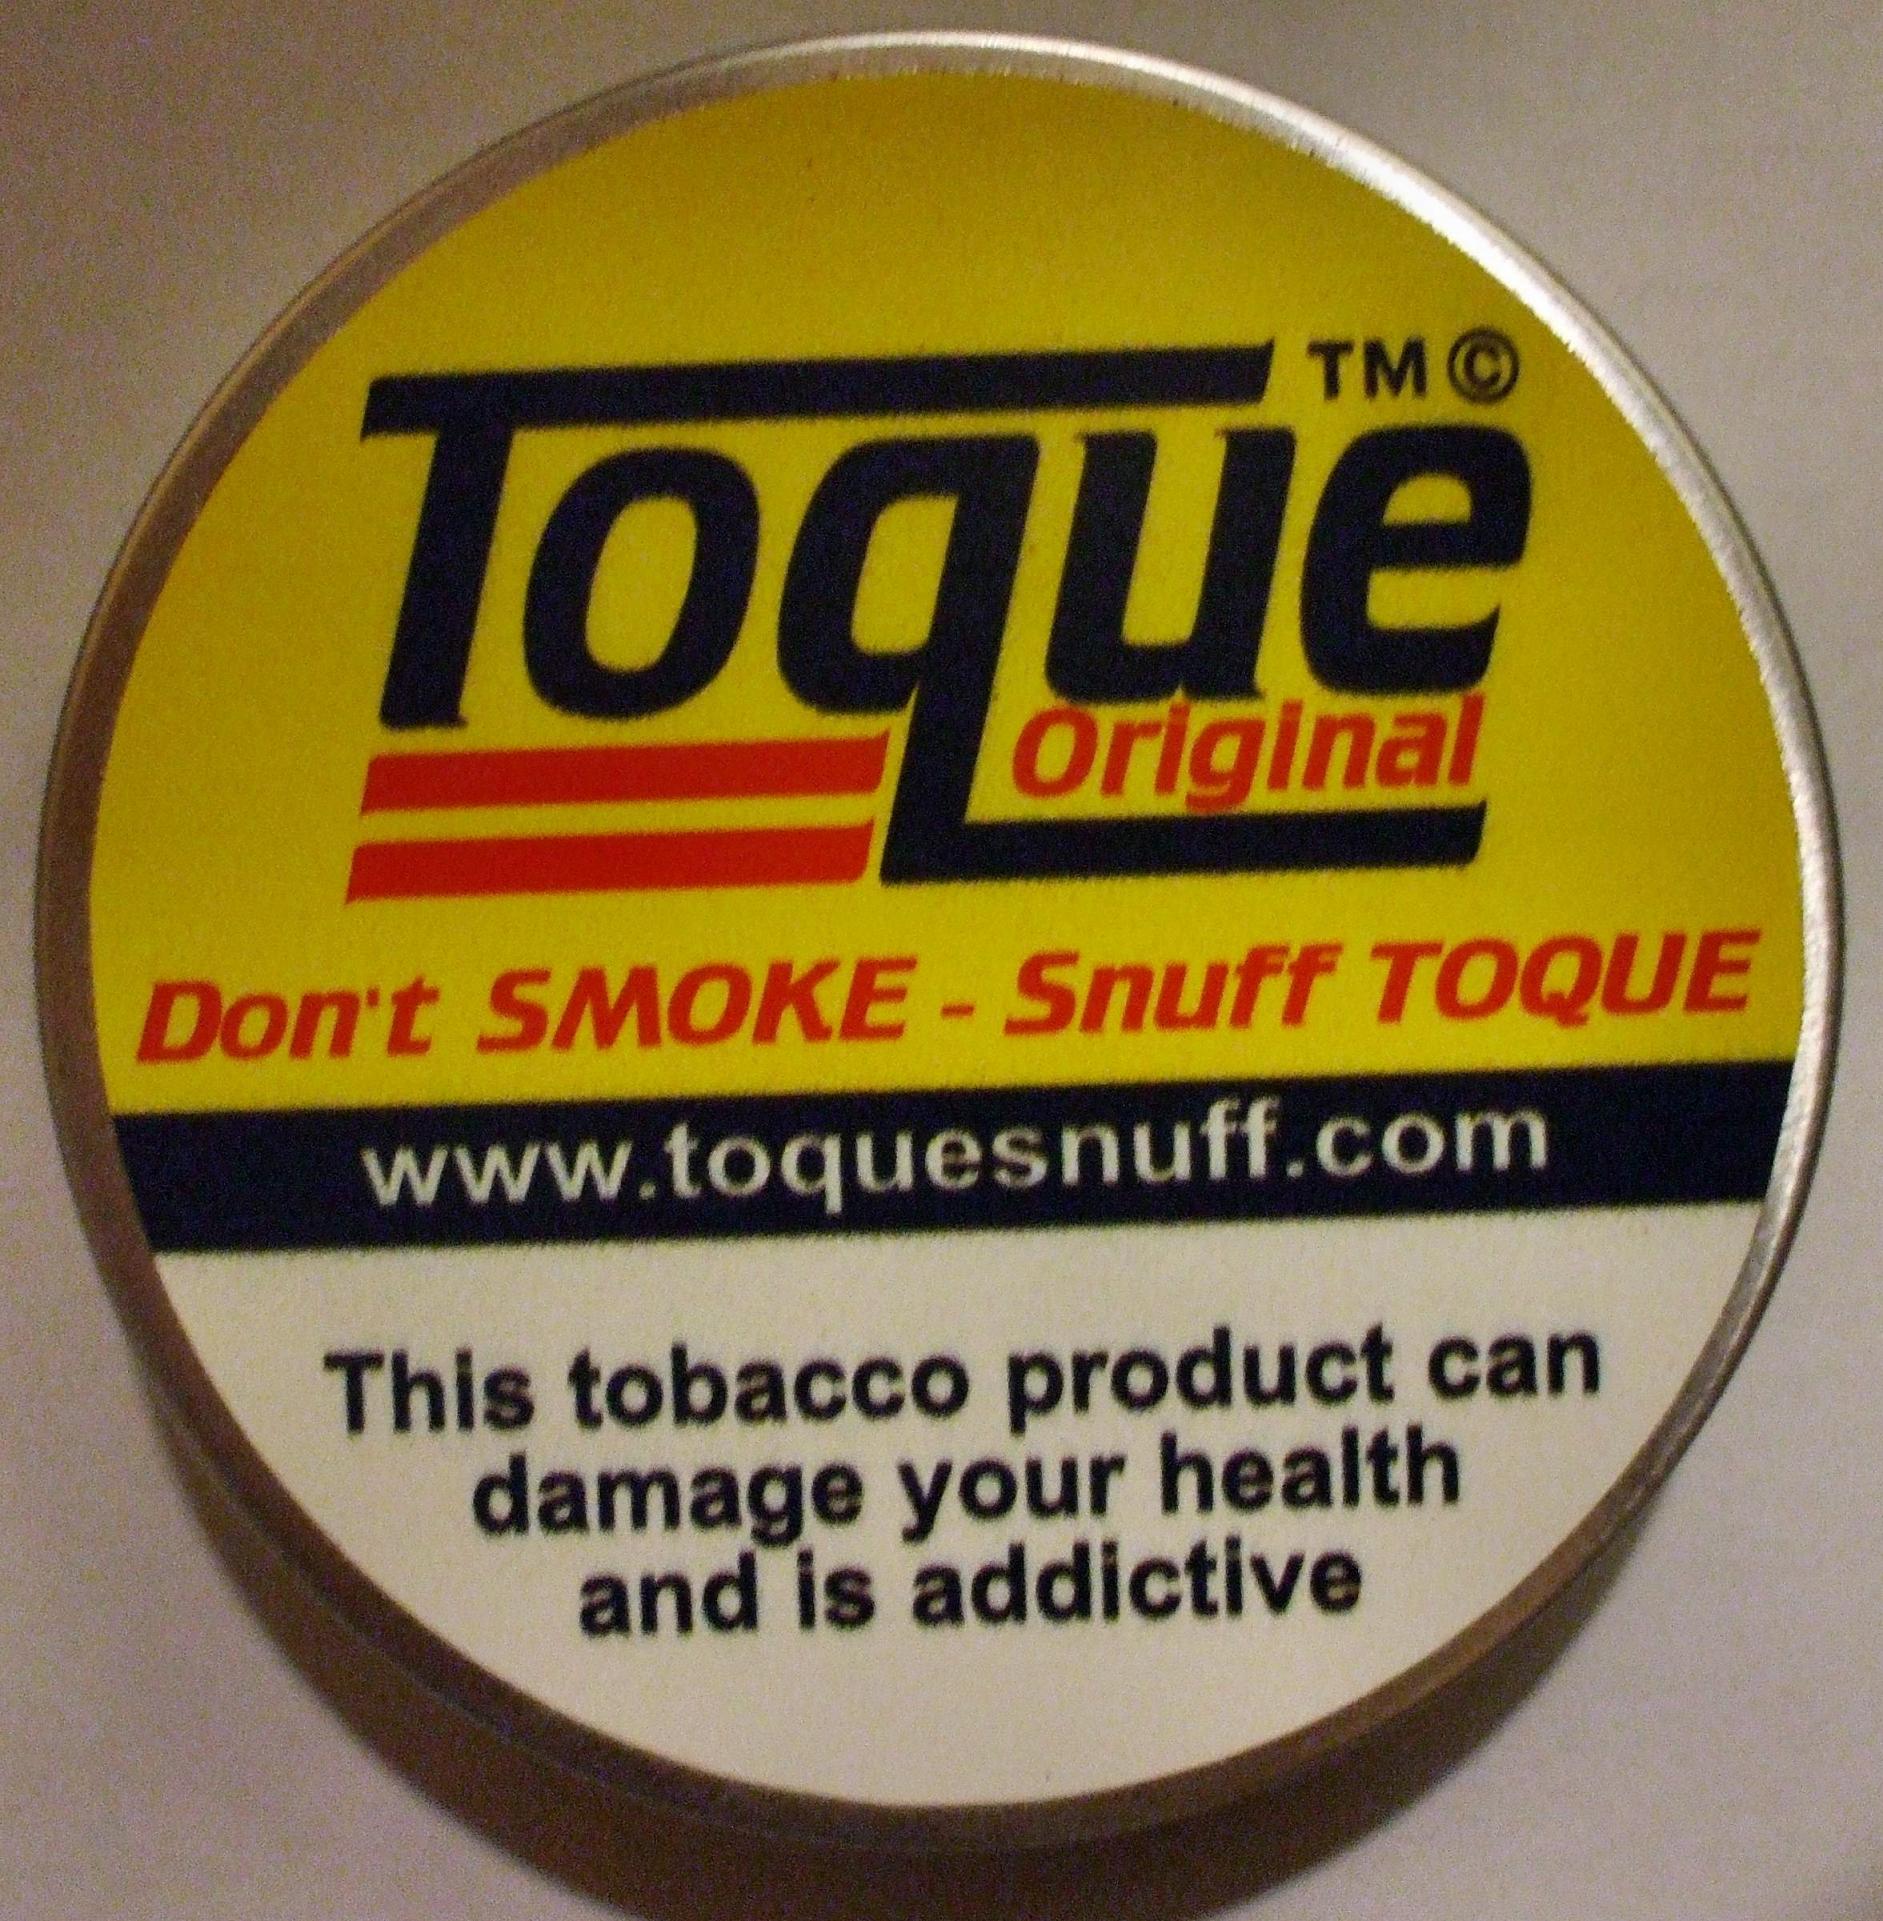 Toque TM©
Original
Don't SMOKE - Snuff TOQUE
www.toquesnuff.com
This tobacco product can
damage your health
and is addictive